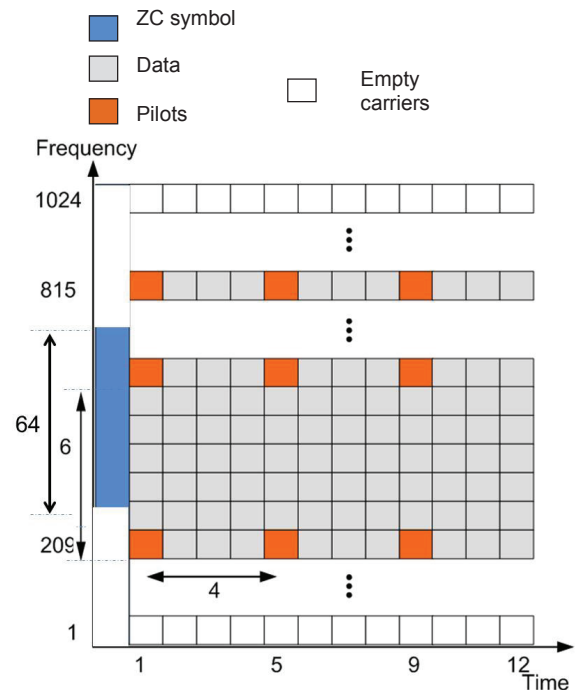 ZC symbol
Data
Pilots
Empty
carriers
Frequency
1024
815
64
6
209
4
1
1
5
9
12
Time